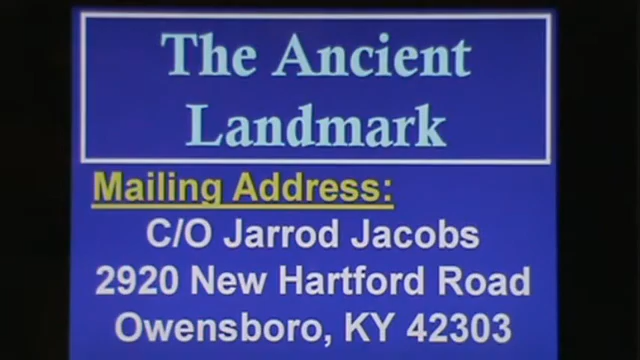 The Ancient
Landmark
Mailing Address:
C/O Jarrod Jacobs
2920 New Hartford Road
Owensboro, KY 42303